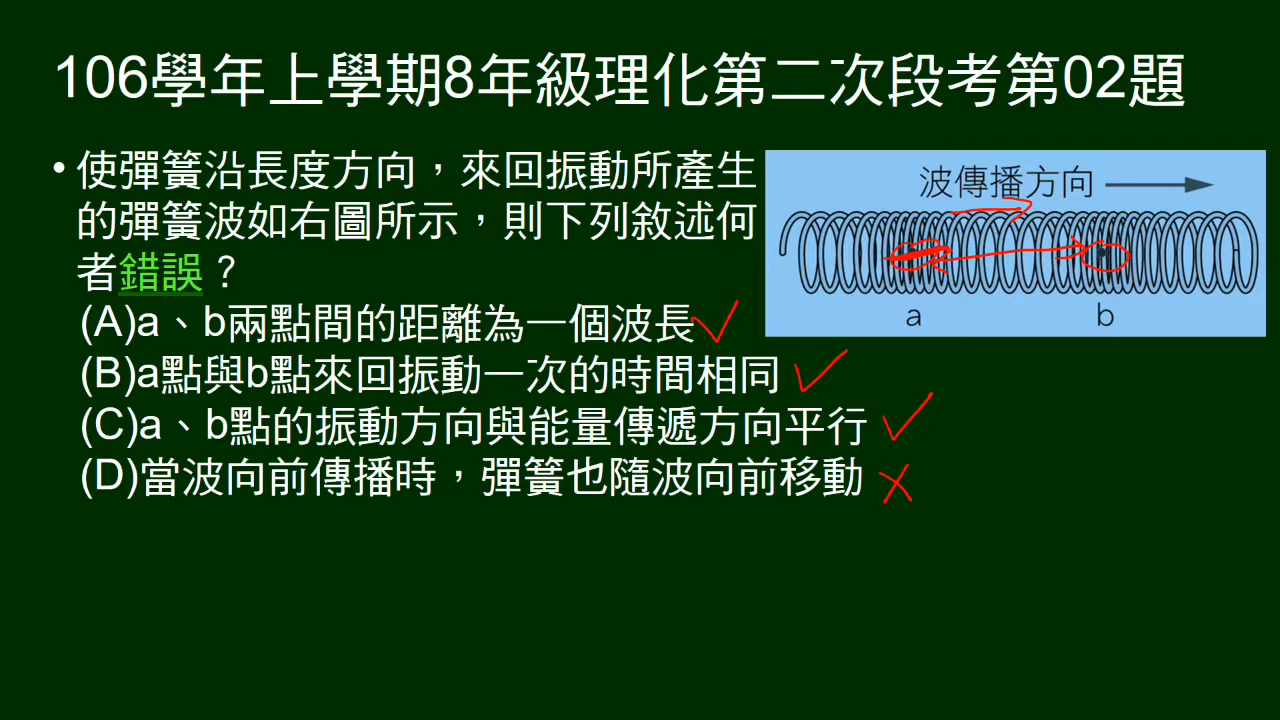 106學年上學期8年級理化第二次段考第02題
•使彈簧沿長度方向，來回振動所產生
的彈簧波如右圖所示，則下列敘述何
者錯誤？
(A)a、b兩點間的距離為一個波長
(B)a點與b點來回振動一次的時間相同
(C)a、b點的振動方向與能量傳遞方向平行
(D)當波向前傳播時，彈簧也隨波向前移動
波傳播方向
a
b